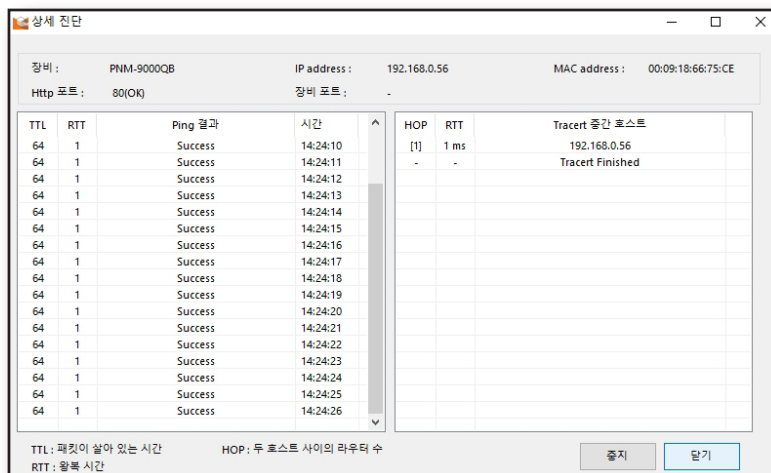 상세 진단
장비 : PNM-9000QB IP address : 192.168.0.56 MAC address : 00:09:18:66:75:CE
Http 포트 : 80(OK) 장비 포트 : -
TTL RTT Ping 결과 시간
64 1 Success 14:24:10
64 1 Success 14:24:11
64 1 Success 14:24:12
64 1 Success 14:24:13
64 1 Success 14:24:14
64 1 Success 14:24:15
64 1 Success 14:24:16
64 1 Success 14:24:17
64 1 Success 14:24:18
64 1 Success 14:24:19
64 1 Success 14:24:20
64 1 Success 14:24:21
64 1 Success 14:24:22
64 1 Success 14:24:23
64 1 Success 14:24:24
64 1 Success 14:24:25
64 1 Success 14:24:26
HOP RTT Tracert 중간 호스트
[1] 1 ms 192.168.0.56
- - Tracert Finished
TTL : 패킷이 살아 있는 시간 HOP : 두 호스트 사이의 라우터 수
RTT : 왕복 시간
중지 닫기